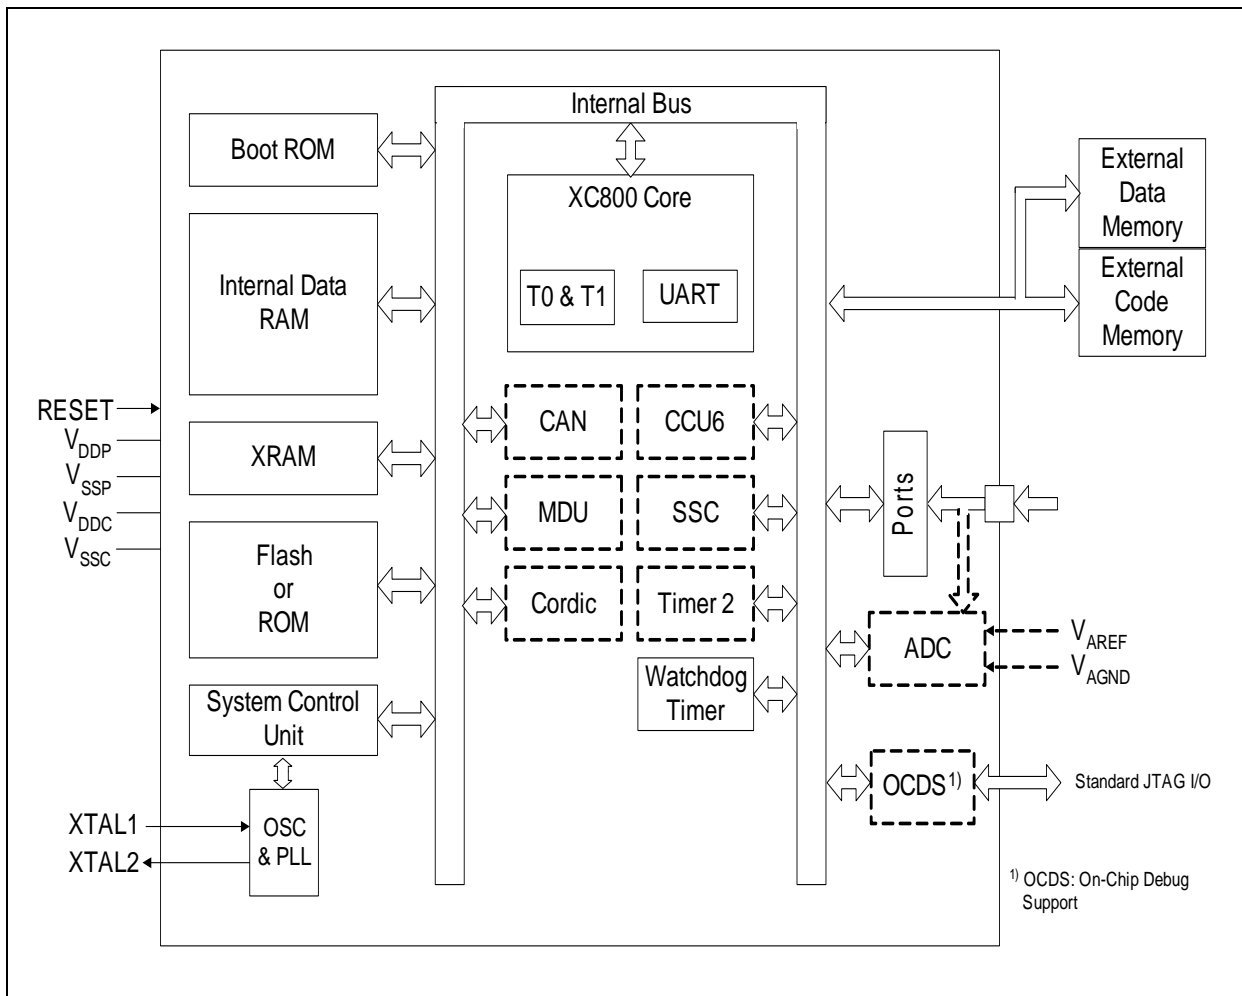 Internal Bus
Boot ROM
XC800 Core
External
Data
Memory
Internal Data
RAM
T0 & T1
UART
External
Code
Memory
RESET
VDDP
VSSP
VDDC
VSSC
XRAM
CAN
CCU6
MDU
SSC
Ports
Flash
or
ROM
Cordic
Timer 2
ADC
VAREF
VAGND
Watchdog
Timer
System Control
Unit
OCDS1)
Standard JTAG I/O
XTAL1
XTAL2
OSC
& PLL
1) OCDS: On-Chip Debug
Support